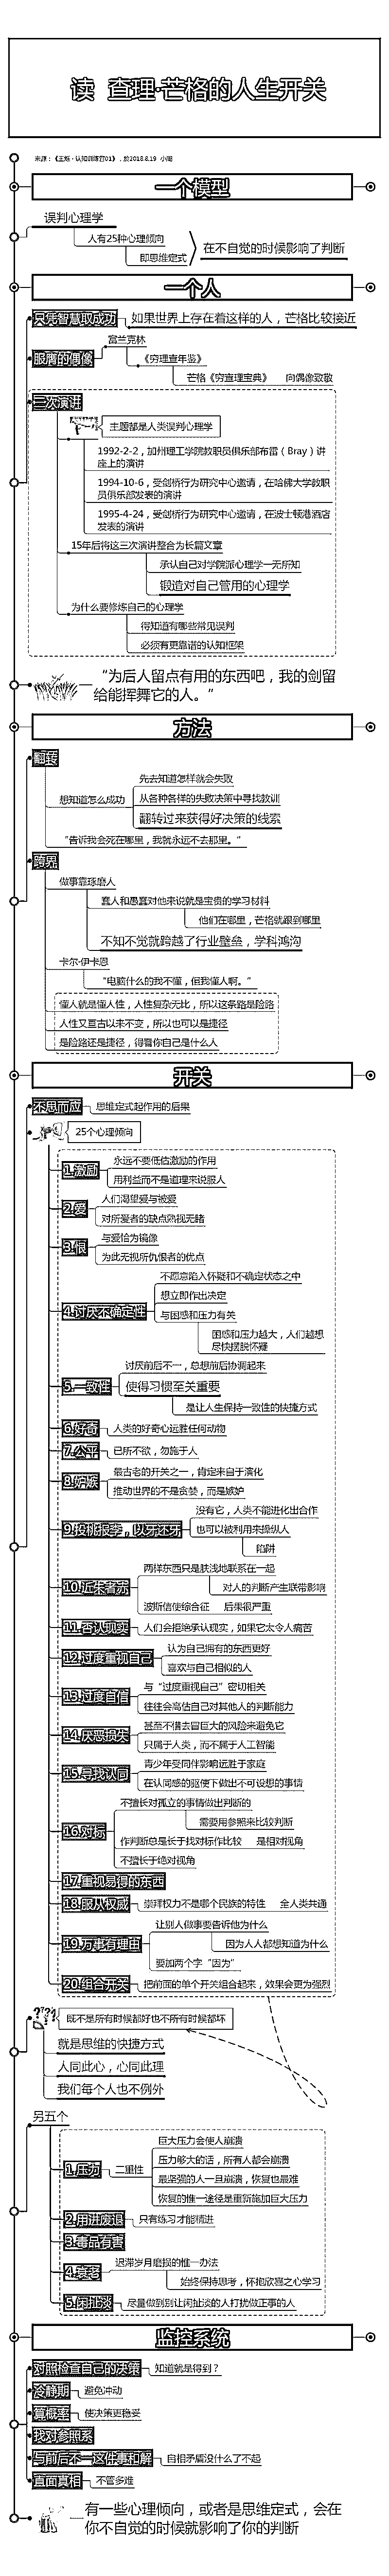 读 查理·芒格的人生开关
来源：《王烁·认知训练营01》，于2018.8.19 小昭
一个模型
误判心理学
人有25种心理倾向
即思维定式
在不自觉的时候影响了判断
一个人
只凭智慧取成功
如果世界上存在着这样的人，芒格比较接近
的偶像
富兰克林
《穷理查年鉴》
芒格《穷查理宝典》 向偶像致敬
三次演讲
主题都是人类误判心理学
1992-2-2，加州理工学院教职员俱乐部布雷（Bray）讲
座上的演讲
1994-10-6，受剑桥行为研究中心邀请，在哈佛大学教职
员俱乐部发表的演讲
1995-4-24，受剑桥行为研究中心邀请，在波士顿港酒店
发表的演讲
15年后将这三次演讲整合为长篇文章
承认自己对学院派心理学一无所知
锻造对自己管用的心理学
为什么要修炼自己的心理学
得知道有哪些常见误判
必须有更靠谱的认知框架
“为后人留点有用的东西吧，我的剑留
给能挥舞它的人。”
方法
翻转
想知道怎么成功
先去知道怎样就会失败
从各种各样的失败决策中寻找教训
翻转过来获得好决策的线索
“告诉我会死在哪里，我就永远不去那里。”
跨界
做事靠琢磨人
蠢人和愚蠢对他来说就是宝贵的学习材料
他们在哪里，芒格就跟到哪里
不知不觉就跨越了行业壁垒，学科鸿沟
卡尔·伊卡恩
“电脑什么的我不懂，但我懂人啊。”
懂人就是懂人性，人性复杂无比，所以这条路是险路
人性又亘古以来不变，所以也可以是捷径
是险路还是捷径，得看你自己是什么人
开关
不思而应
思维定式起作用的后果
25个心理倾向
1.激励
永远不要低估激励的作用
用利益而不是道理来说服人
2.爱
人们渴望爱与被爱
对所爱者的缺点熟视无睹
3.恨
与爱恰为镜像
为此无视所仇恨者的优点
4.讨厌不确定性
不愿意陷入怀疑和不确定状态之中
想立即作出决定
与困惑和压力有关
困惑和压力越大，人们越想
尽快摆脱怀疑
5.一致性
讨厌前后不一，总想前后协调起来
使得习惯至关重要
是让人生保持一致性的快捷方式
6.好奇
人类的好奇心远胜任何动物
7.公平
己所不欲，勿施于人
8.妒嫉
最古老的开关之一，肯定来自于演化
推动世界的不是贪婪，而是嫉妒
9.投桃报李，以牙还牙
没有它，人类不能进化出合作
也可以被利用来操纵人
陷阱
10.近朱者赤
两样东西只是肤浅地联系在一起
对人的判断产生联带影响
波斯信使综合征 后果很严重
11.否认现实
人们会拒绝承认现实，如果它太令人痛苦
12.过度重视自己
认为自己拥有的东西更好
喜欢与自己相似的人
13.过度自信
与“过度重视自己”密切相关
往往会高估自己对其他人的判断能力
14.厌恶损失
甚至不惜去冒巨大的风险来避免它
只属于人类，而不属于人工智能
15.寻找认同
青少年受同伴影响远胜于家庭
在认同感的驱使下做出不可设想的事情
16.对标
不擅长对孤立的事情做出判断的
需要用参照来比较判断
作判断总是长于找对标作比较 是相对视角
不擅长于绝对视角
17.重视易得的东西
18.服从权威
崇拜权力不是哪个民族的特性 全人类共通
19.万事有理由
让别人做事要告诉他为什么
因为人人都想知道为什么
要加两个字“因为”
20.组合开关
把前面的单个开关组合起来，效果会更为强烈
既不是所有时候都好也不所有时候都坏
就是思维的快捷方式
人同此心，心同此理
我们每个人也不例外
另五个
1.压力
二重性
巨大压力会使人崩溃
压力够大的话，所有人都会崩溃
最坚强的人一旦崩溃，恢复也最难
恢复的惟一途径是重新施加巨大压力
2.用进废退
只有练习才能精进
3.毒品有害
4.衰老
迟滞岁月磨损的惟一办法
始终保持思考，怀抱欣喜之心学习
5.闲扯淡
尽量做到别让闲扯淡的人打扰做正事的人
监控系统
对照检查自己的决策
知道就是得到？
冷静期
避免冲动
算概率
使决策更稳妥
找对参照系
与前后不一这件事和解
自相矛盾没什么了不起
直面真相
不管多难
有一些心理倾向，或者是思维定式，会在
你不自觉的时候就影响了你的判断